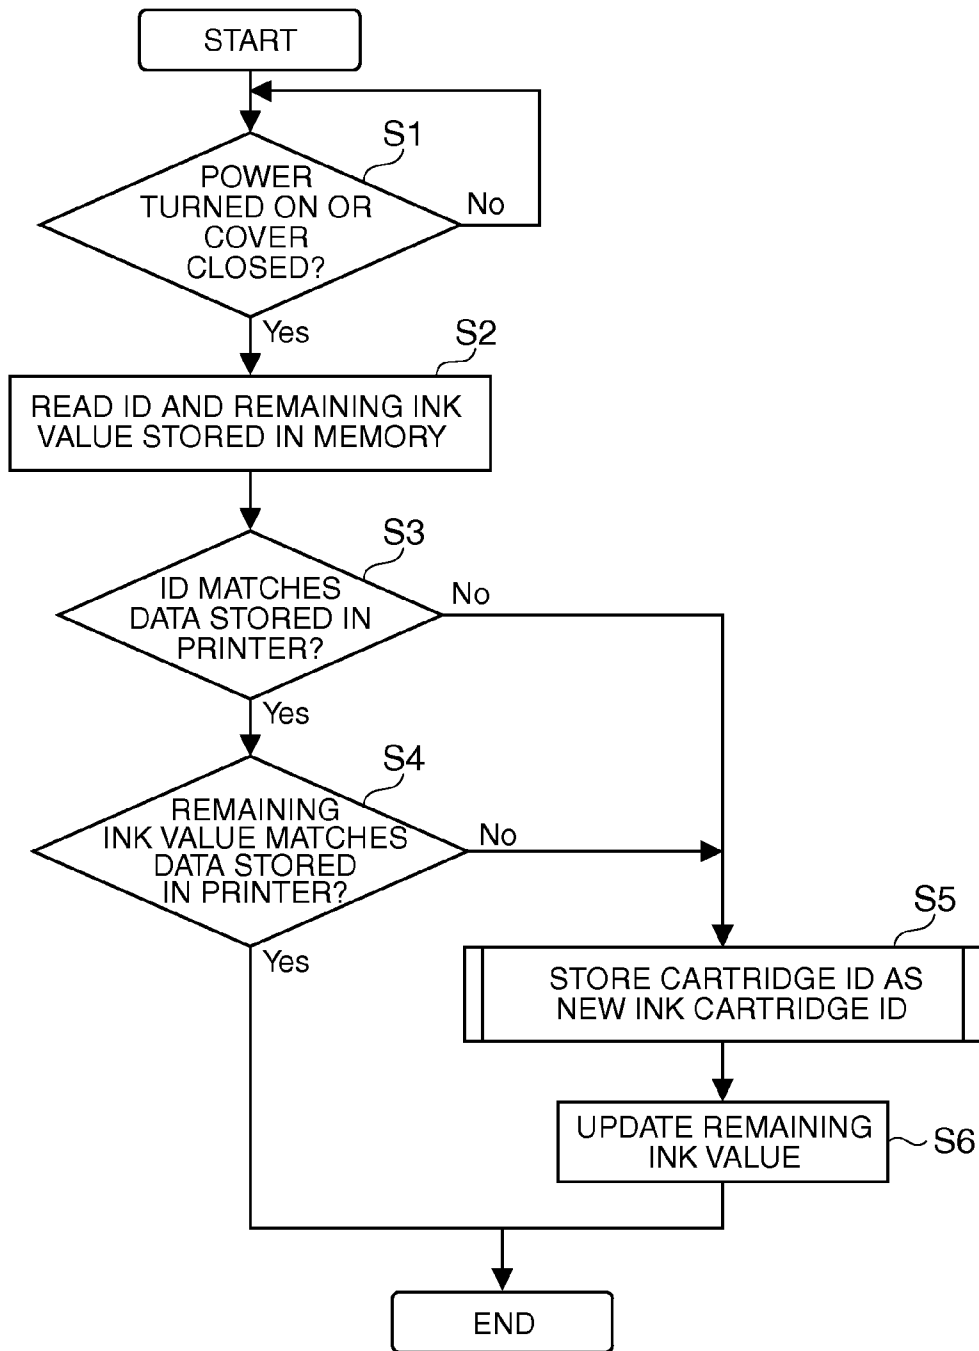 START
S1
POWER
TURNED ON OR
COVER
CLOSED?
No
Yes
S2
READ ID AND REMAINING INK
VALUE STORED IN MEMORY
S3
ID MATCHES
DATA STORED IN
PRINTER?
No
Yes
S4
REMAINING
INK VALUE MATCHES
DATA STORED
IN PRINTER?
No
Yes
S5
STORE CARTRIDGE ID AS
NEW INK CARTRIDGE ID
UPDATE REMAINING
INK VALUE
S6
END